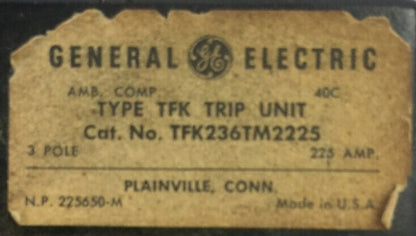 GENERAL GE ELECTRIC
AMB. COMP. 40C
TYPE TFK TRIP UNIT
Cat. No. TFK236TM2225
3 POLE 225 AMP.
PLAINVILLE, CONN.
N.P. 225650-M Made in U.S.A.